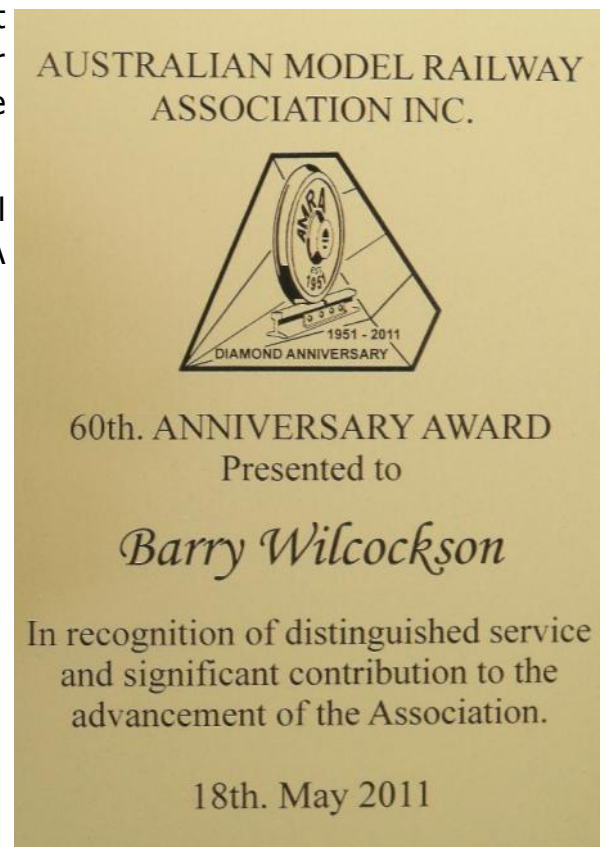 t
r
e
l
A
AUSTRALIAN MODEL RAILWAY
ASSOCIATION INC.
AMRA
EST.
1951
1951 - 2011
DIAMOND ANNIVERSARY
60th. ANNIVERSARY AWARD
Presented to
Barry Wilcockson
In recognition of distinguished service
and significant contribution to the
advancement of the Association.
18th. May 2011